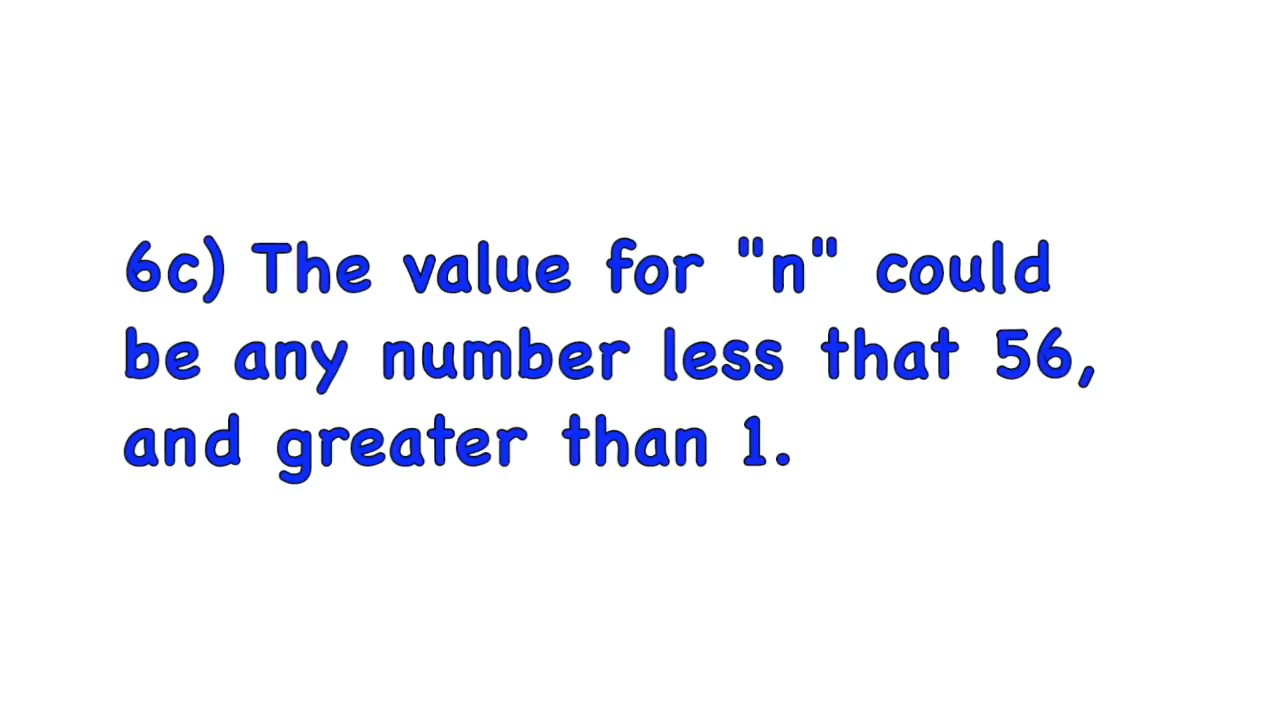 6c) The value for "n" could
be any number less that 56,
and greater than 1.